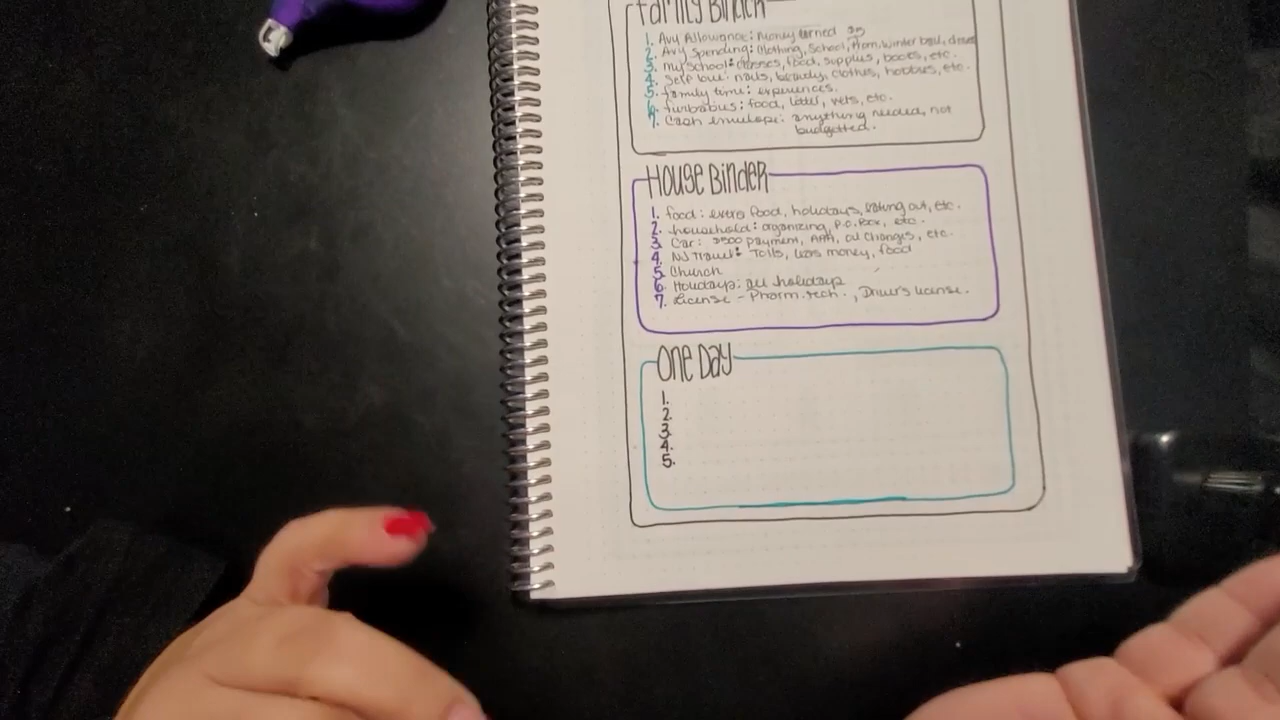 Family Binder
1. Avy Allowance: money earned
2. Avy Spending: Clothing, School, Prom, Winter ball, dress
3. My School: classes, food, supplies, books, etc.
4. Self love: nails, beauty, clothes, hobbies, etc.
5. family time: experiences.
6. furbabies: food, litter, vets, etc.
7. Cash envelope: anything needed, not
budgetted.
House Binder
1. food: extra food, holidays, eating out, etc.
2. household: organizing, P.O. Box, etc.
3. Car: payment, AAA, oil changes, etc.
4. NJ Travel: Tolls, money, food
5. Church
6. Holidays: all holidays
7. License - Pharm. tech., Driver's license.
One Day
1.
2.
3.
4.
5.